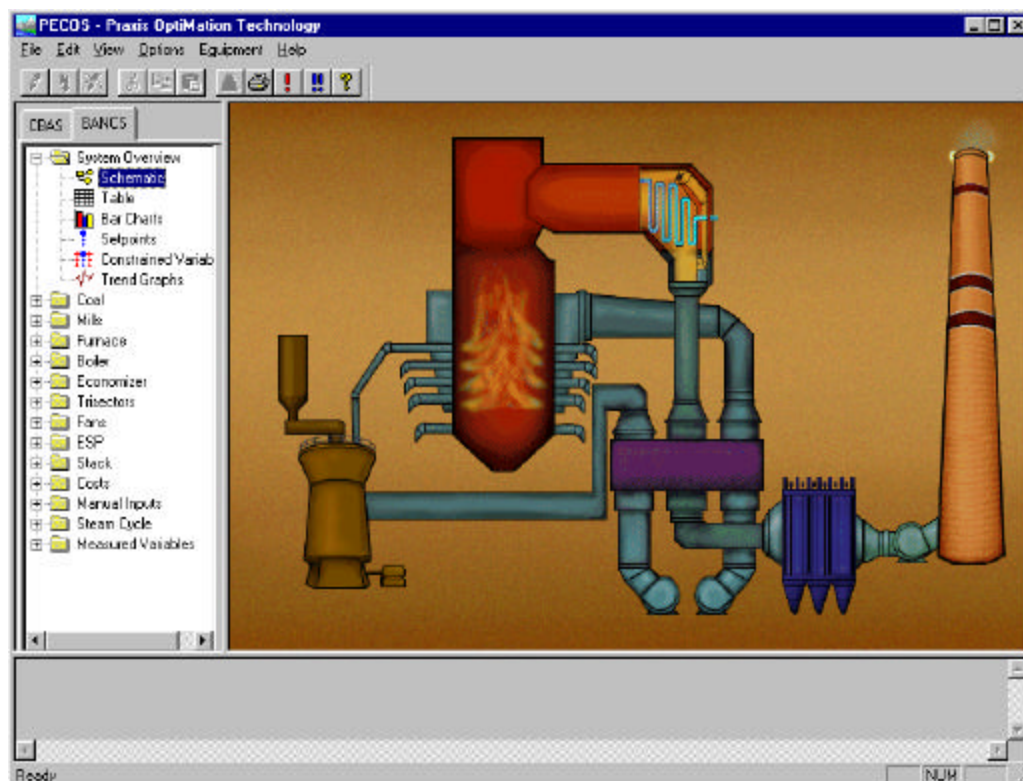 PECOS - Praxis OptiMation Technology
File Edit View Options Equipment Help
CBAS BANCS
System Overview
Schematic
Table
Bar Charts
Setpoints
Constrained Variab
Trend Graphs
Coal
Mills
Furnace
Boiler
Economizer
Trisectors
Fans
ESP
Stack
Costs
Manual Inputs
Steam Cycle
Measured Variables
Ready NUM